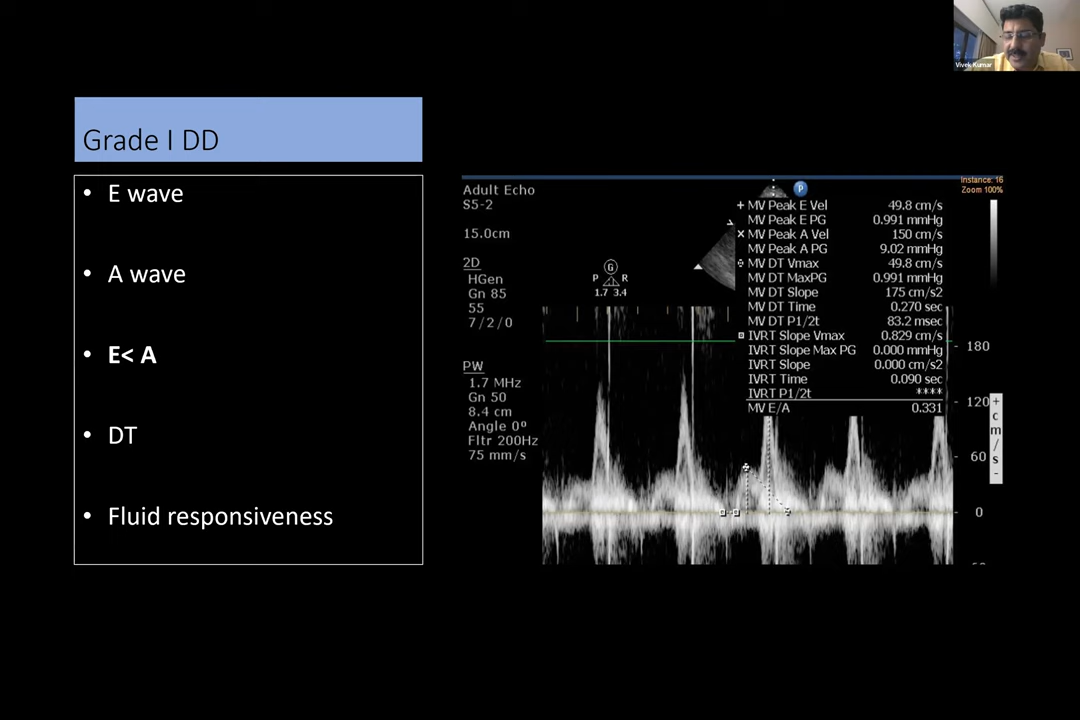 Vivek Kumar
Grade I DD
• E wave
• A wave
• E< A
• DT
• Fluid responsiveness
Instance: 16
Zoom 100%
Adult Echo
S5-2
15.0cm
2D
HGen
Gn 85
55
7/2/0
PW
1.7 MHz
Gn 50
8.4 cm
Angle 0°
Fltr 200Hz
75 mm/s
G
P R
1.7 3.4
P
+ MV Peak E Vel 49.8 cm/s
MV Peak E PG 0.991 mmHg
× MV Peak A Vel 150 cm/s
MV Peak A PG 9.02 mmHg
MV DT Vmax 49.8 cm/s
MV DT MaxPG 0.991 mmHg
MV DT Slope 175 cm/s2
MV DT Time 0.270 sec
MV DT P1/2t 83.2 msec
IVRT Slope Vmax 0.829 cm/s
IVRT Slope Max PG 0.000 mmHg
IVRT Slope 0.000 cm/s2
IVRT Time 0.090 sec
IVRT P1/2t ****
MV E/A 0.331
180
120
60
0
+
c
m
/
s
-